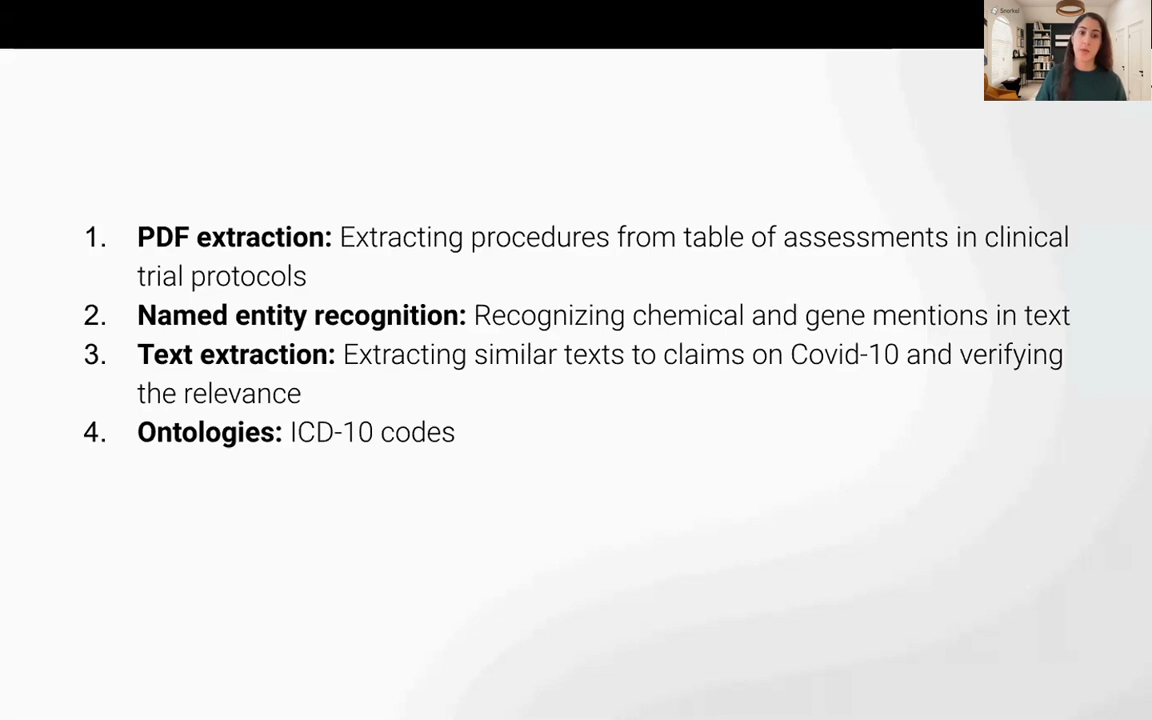 Snorkel
1. PDF extraction: Extracting procedures from table of assessments in clinical
trial protocols
2. Named entity recognition: Recognizing chemical and gene mentions in text
3. Text extraction: Extracting similar texts to claims on Covid-10 and verifying
the relevance
4. Ontologies: ICD-10 codes